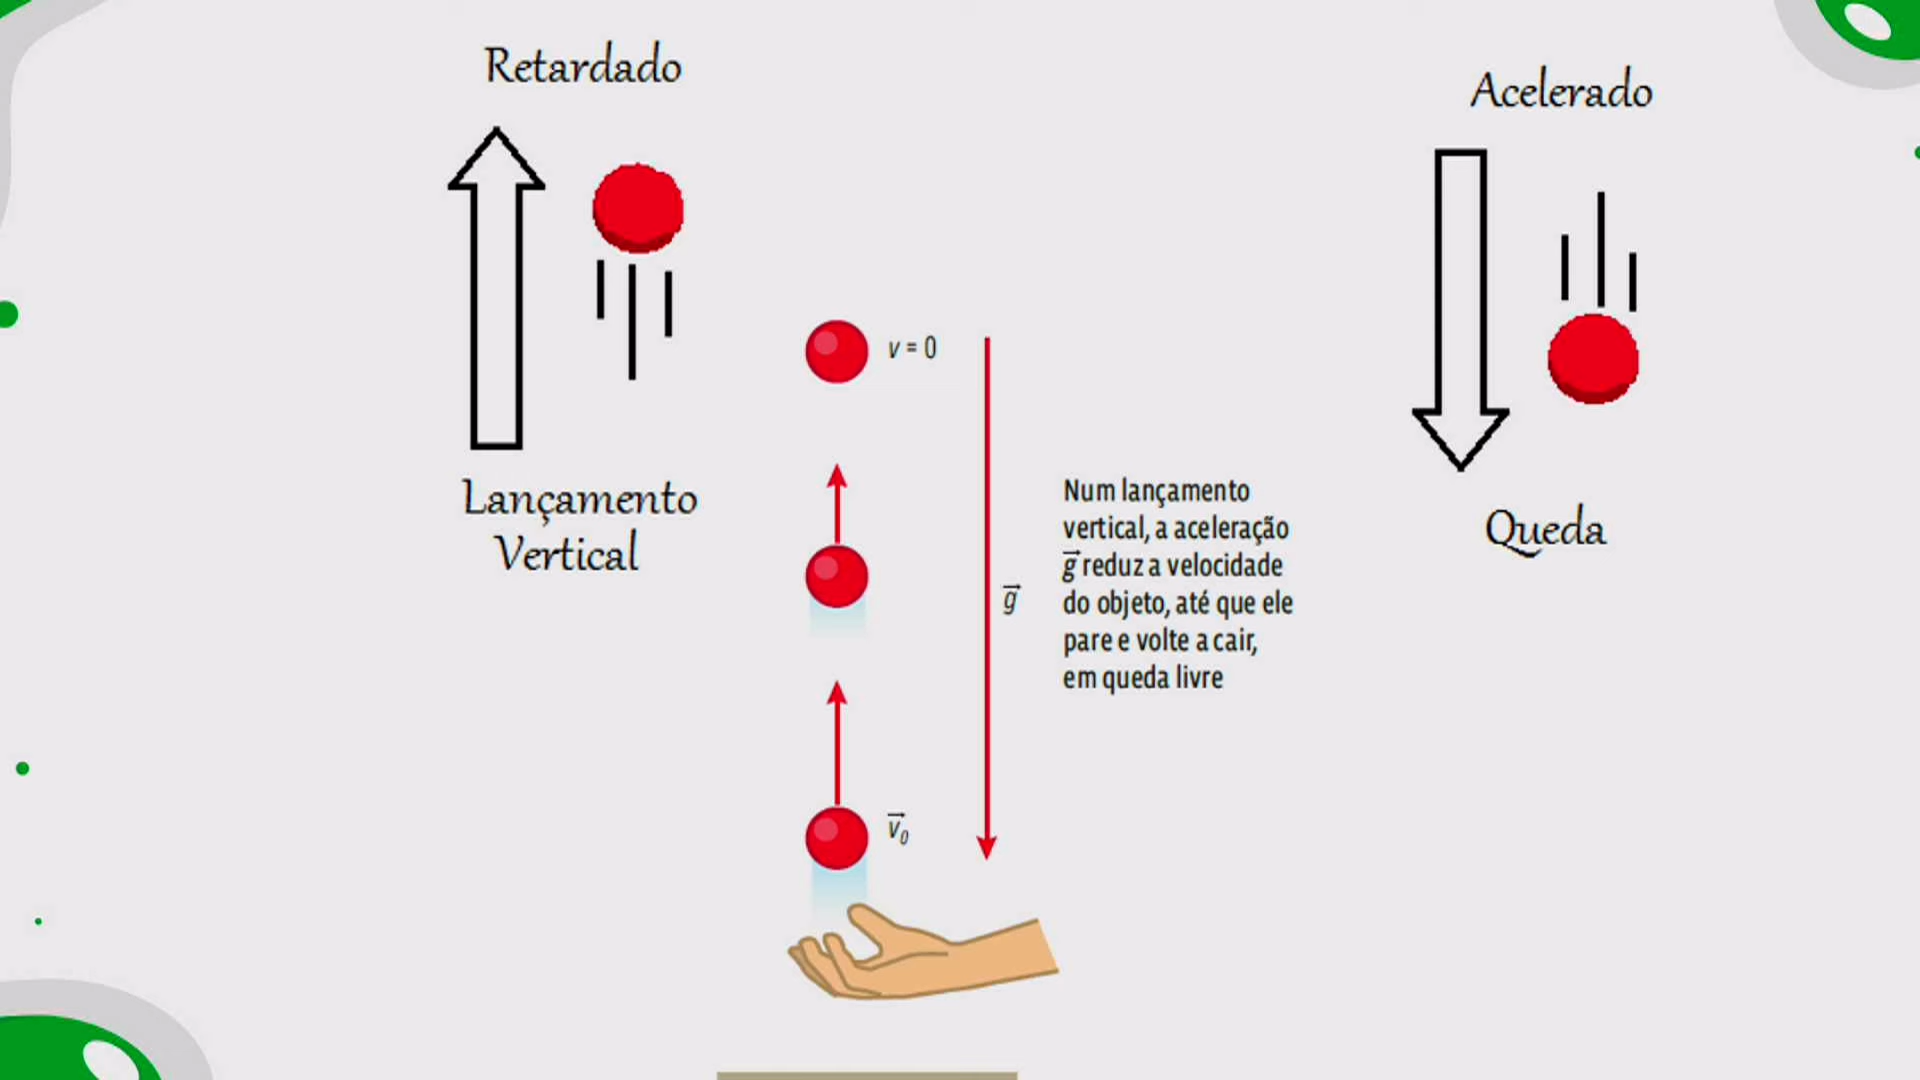 Retardado
Lançamento
Vertical
v = 0
v⃗₀
g⃗
Num lançamento
vertical, a aceleração
g⃗ reduz a velocidade
do objeto, até que ele
pare e volte a cair,
em queda livre
Acelerado
Queda